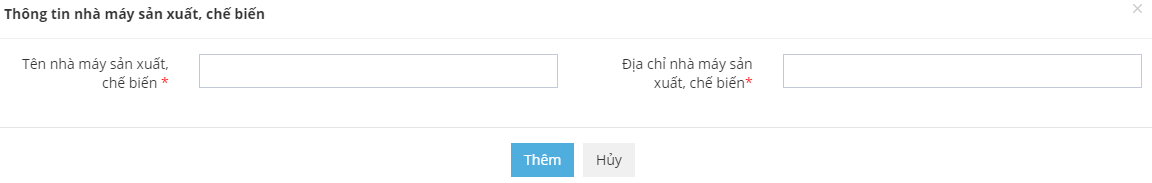 Thông tin nhà máy sản xuất, chế biến
×
Tên nhà máy sản xuất,
chế biến *
Địa chỉ nhà máy sản
xuất, chế biến*
Thêm
Hủy